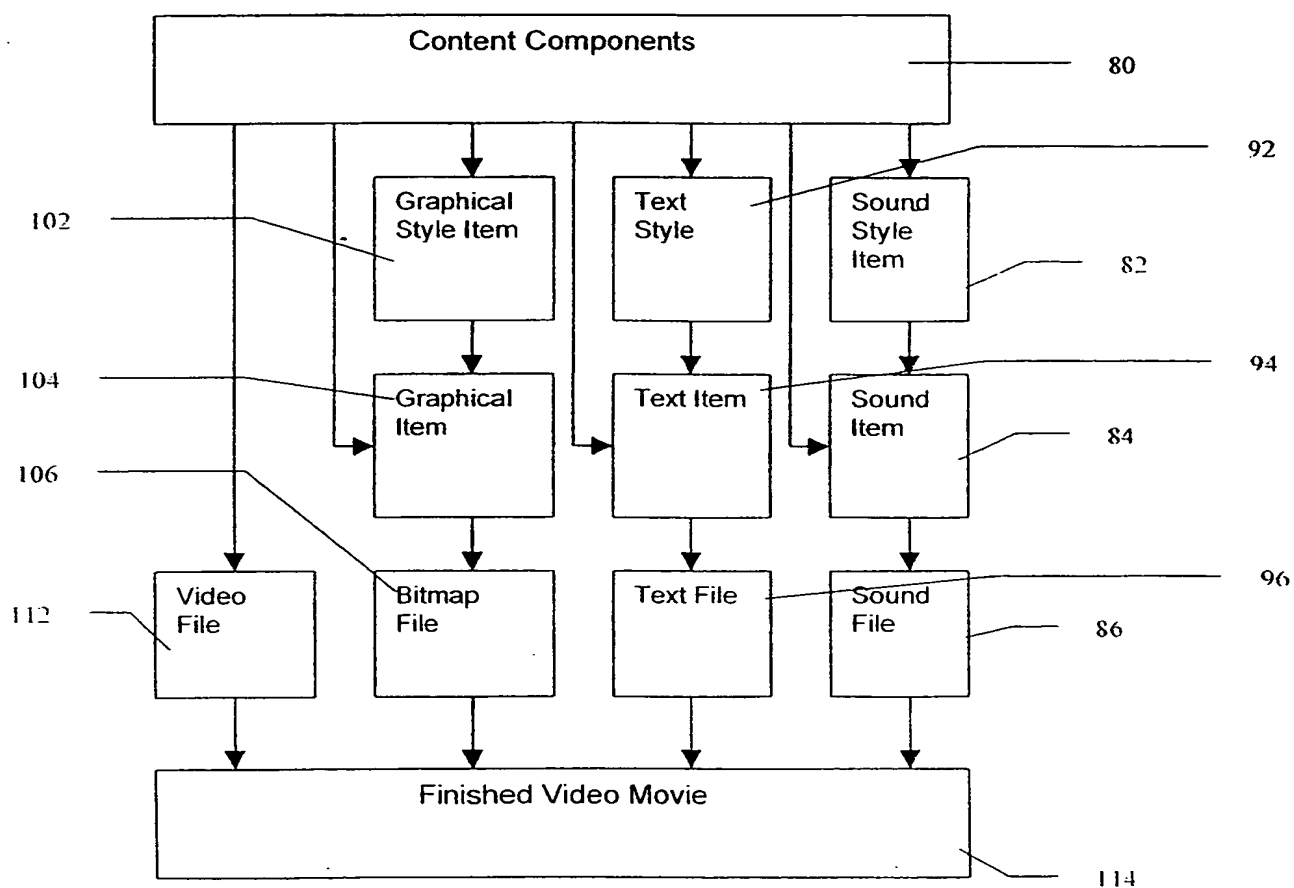 Content Components
80
92
Graphical
Style Item
Text
Style
Sound
Style
Item
102
82
104
Graphical
Item
Text Item
Sound
Item
94
84
106
112
Video
File
Bitmap
File
Text File
Sound
File
96
86
Finished Video Movie
114